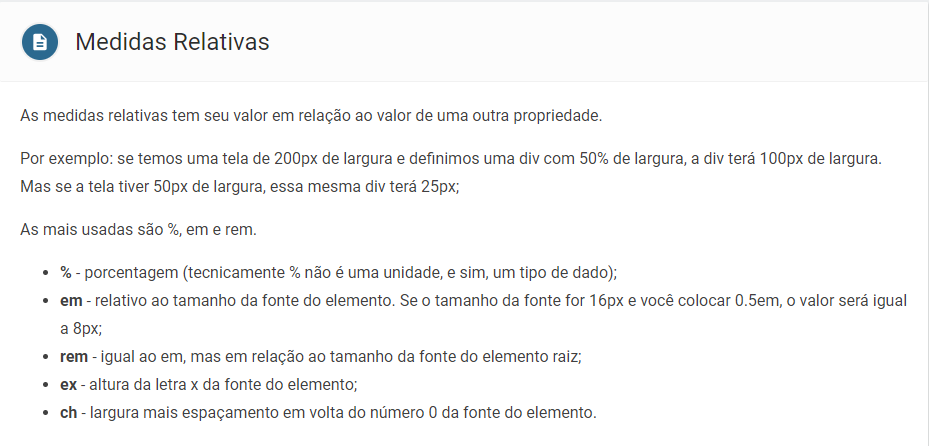 Medidas Relativas
As medidas relativas tem seu valor em relação ao valor de uma outra propriedade.
Por exemplo: se temos uma tela de 200px de largura e definimos uma div com 50% de largura, a div terá 100px de largura.
Mas se a tela tiver 50px de largura, essa mesma div terá 25px;
As mais usadas são %, em e rem.
• % - porcentagem (tecnicamente % não é uma unidade, e sim, um tipo de dado);
• em - relativo ao tamanho da fonte do elemento. Se o tamanho da fonte for 16px e você colocar 0.5em, o valor será igual
a 8px;
• rem - igual ao em, mas em relação ao tamanho da fonte do elemento raiz;
• ex - altura da letra x da fonte do elemento;
• ch - largura mais espaçamento em volta do número 0 da fonte do elemento.